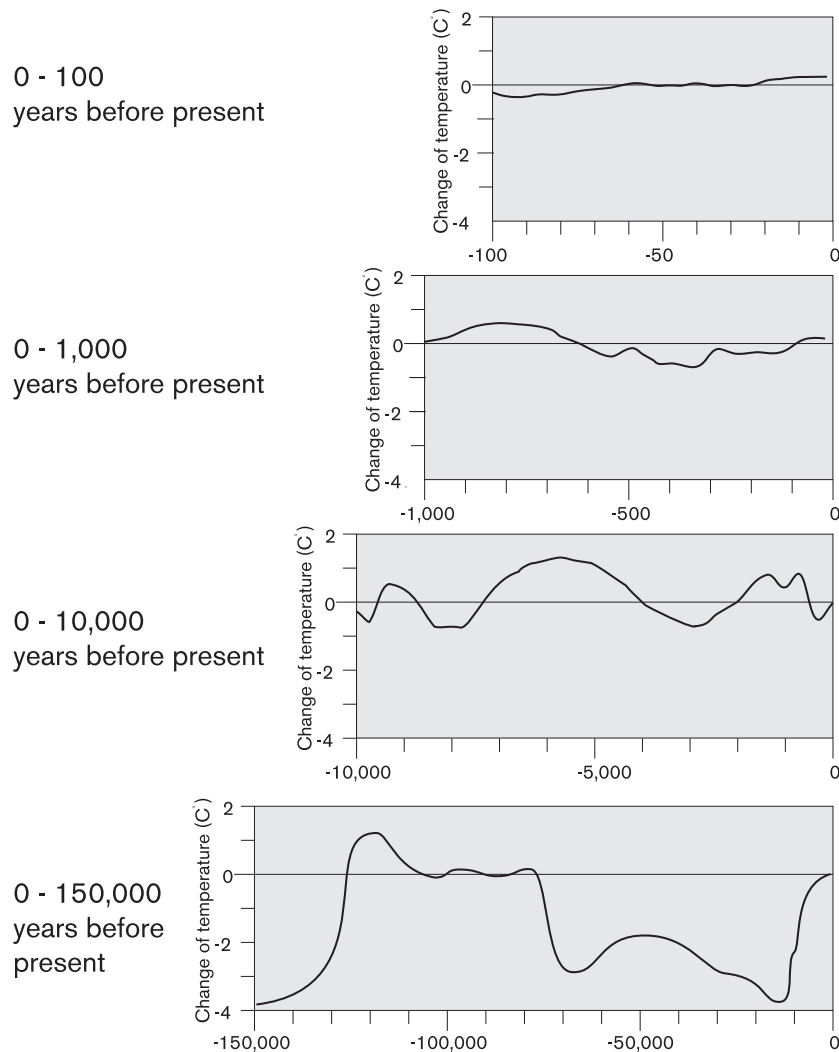 0 - 100
years before present
Change of temperature (C°)
2
0
-2
-4
-100
-50
0
0 - 1,000
years before present
Change of temperature (C°)
2
0
-2
-4
-1,000
-500
0
0 - 10,000
years before present
Change of temperature (C°)
2
0
-2
-4
-10,000
-5,000
0
0 - 150,000
years before
present
Change of temperature (C°)
2
0
-2
-4
-150,000
-100,000
-50,000
0